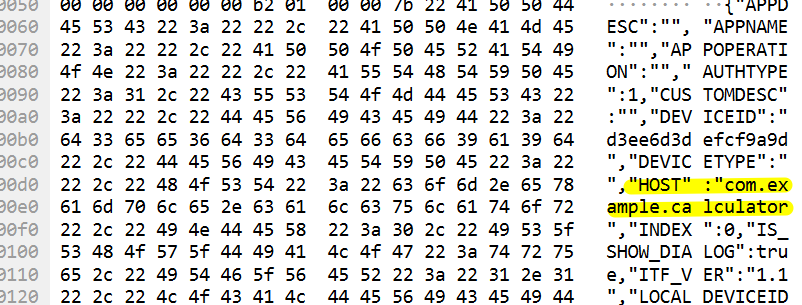 0050 00 00 00 00 00 00 b2 01 00 00 7b 22 41 50 50 44 ········ ··{"APPD
0060 45 53 43 22 3a 22 22 2c 22 41 50 50 4e 41 4d 45 ESC":"", "APPNAME
0070 22 3a 22 22 2c 22 41 50 50 4f 50 45 52 41 54 49 ":"","AP POPERATI
0080 4f 4e 22 3a 22 22 2c 22 41 55 54 48 54 59 50 45 ON":""," AUTHTYPE
0090 22 3a 31 2c 22 43 55 53 54 4f 4d 44 45 53 43 22 ":1,"CUS TOMDESC"
00a0 3a 22 22 2c 22 44 45 56 49 43 45 49 44 22 3a 22 :"","DEV ICEID":"
00b0 64 33 65 65 36 64 33 64 65 66 63 66 39 61 39 64 d3ee6d3d efcf9a9d
00c0 22 2c 22 44 45 56 49 43 45 54 59 50 45 22 3a 22 ","DEVIC ETYPE":"
00d0 22 2c 22 48 4f 53 54 22 3a 22 63 6f 6d 2e 65 78 ","HOST" :"com.ex
00e0 61 6d 70 6c 65 2e 63 61 6c 63 75 6c 61 74 6f 72 ample.ca lculator
00f0 22 2c 22 49 4e 44 45 58 22 3a 30 2c 22 49 53 5f ","INDEX ":0,"IS_
0100 53 48 4f 57 5f 44 49 41 4c 4f 47 22 3a 74 72 75 SHOW_DIA LOG":tru
0110 65 2c 22 49 54 46 5f 56 45 52 22 3a 22 31 2e 31 e,"ITF_V ER":"1.1
0120 22 2c 22 4c 4f 43 41 4c 44 45 56 49 43 45 49 44 ","LOCAL DEVICEID